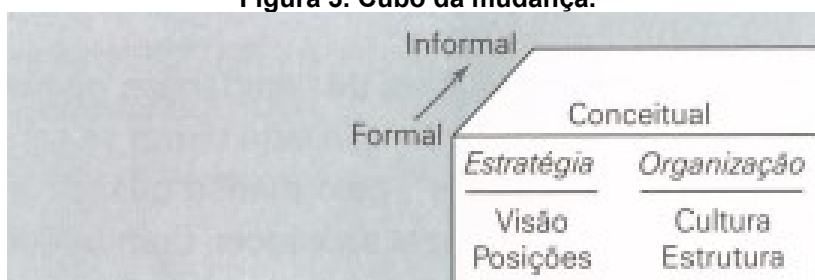 Figura 3. Cubo da mudança.
Informal
Formal
Conceitual
Estratégia Organização
Visão Cultura
Posições Estrutura